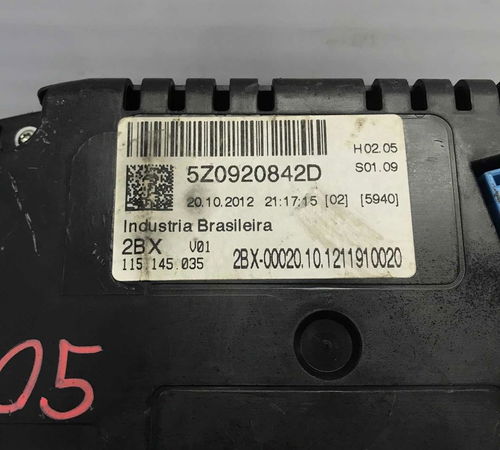 H 02.05
5Z0920842D S01.09
20.10.2012 21:17:15 [02] [5940]
Industria Brasileira
2BX V01
115.145.035 2BX-00020.10.1211910020
05